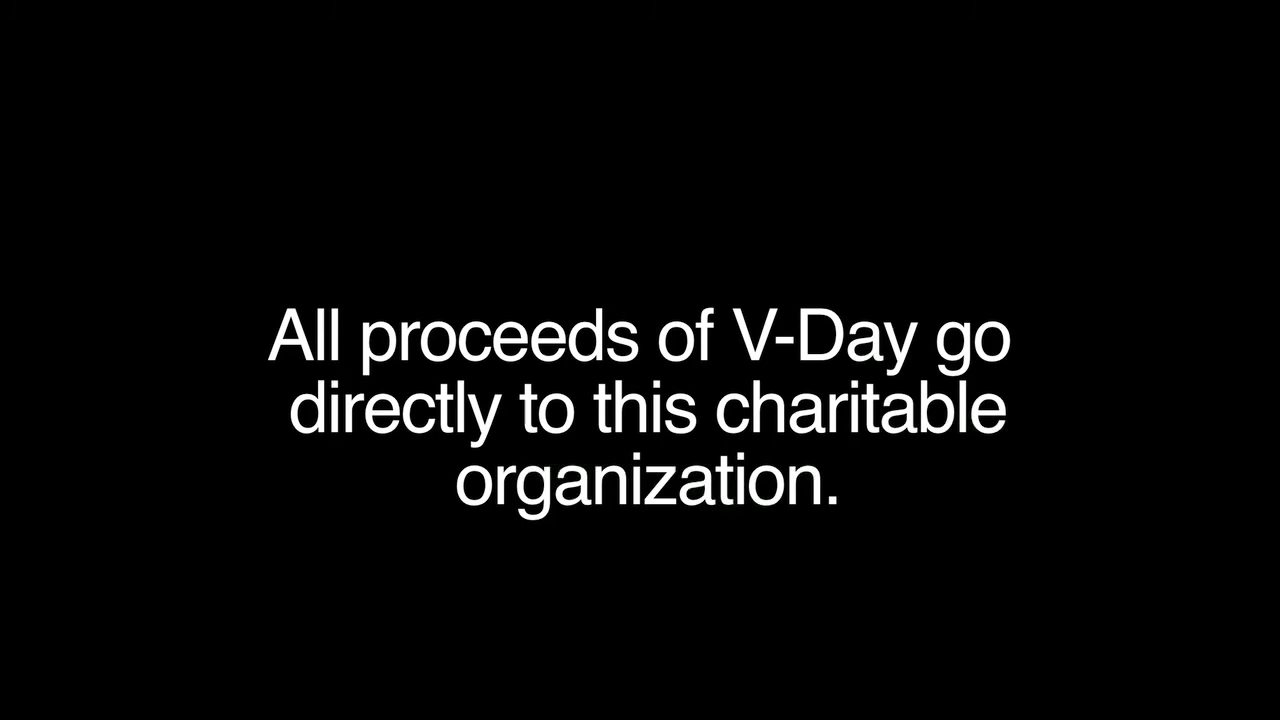 All proceeds of V-Day go
directly to this charitable
organization.